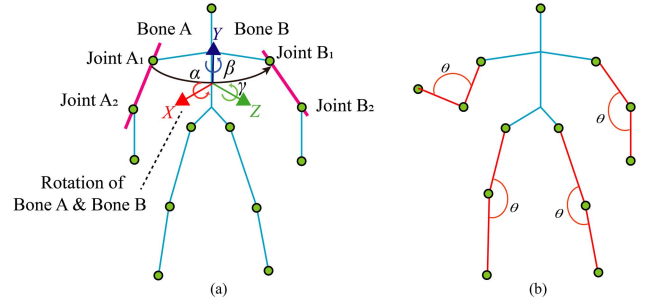 Bone A
Bone B
Y
Joint A₁
Joint B₁
α
β
γ
Joint A₂
X
Z
Joint B₂
Rotation of
Bone A & Bone B
(a)
θ
θ
θ
θ
(b)